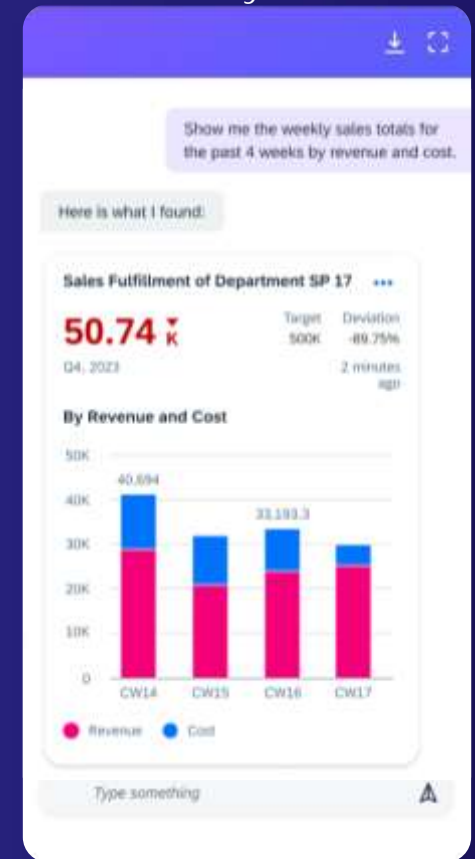 Show me the weekly sales totals for
the past 4 weeks by revenue and cost.
Here is what I found:
Sales Fulfillment of Department SP 17
50.74 K
Target
500K
Deviation
-89.75%
Q4, 2023
2 minutes
ago
By Revenue and Cost
50K
40K
30K
20K
10K
0
40,694
33,193.3
CW14 CW15 CW16 CW17
Revenue Cost
Type something